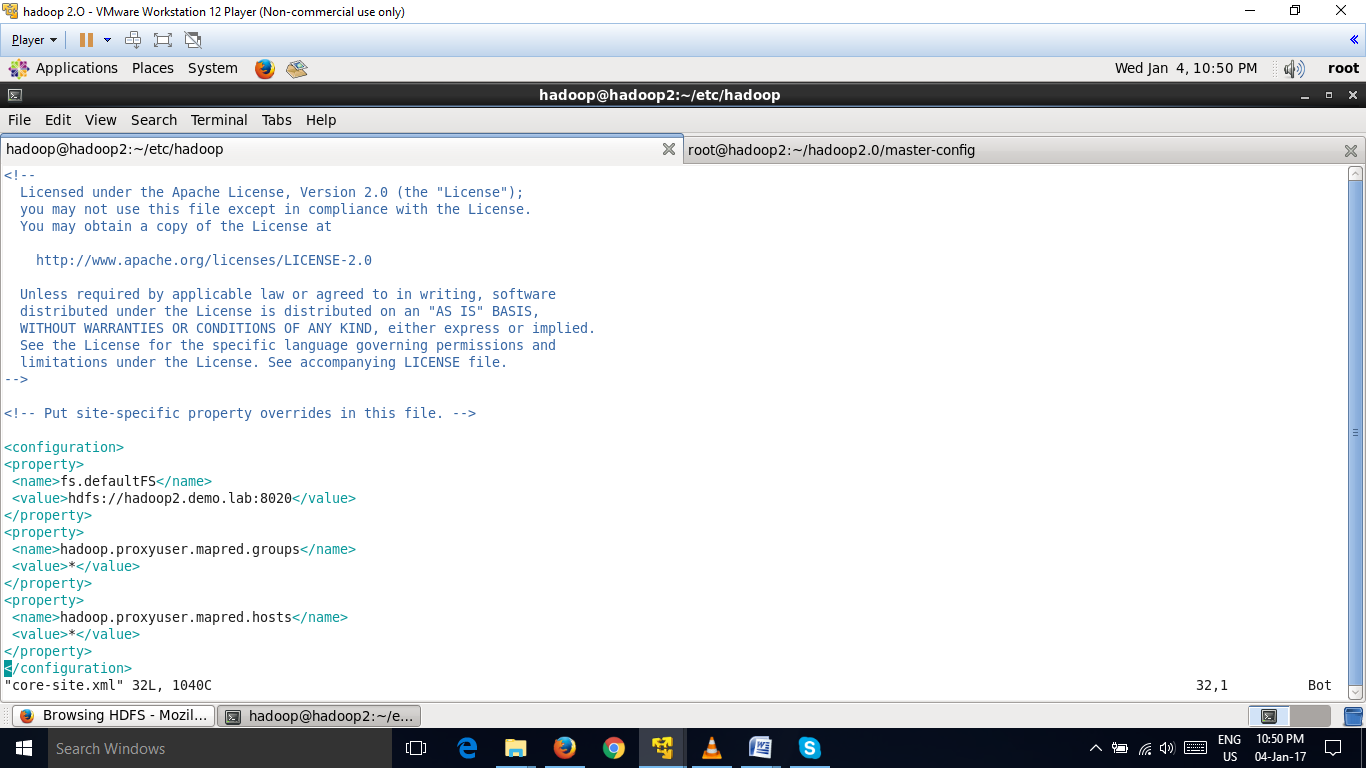 hadoop 2.O - VMware Workstation 12 Player (Non-commercial use only)
Player
Applications Places System
Wed Jan 4, 10:50 PM root
hadoop@hadoop2:~/etc/hadoop
File Edit View Search Terminal Tabs Help
hadoop@hadoop2:~/etc/hadoop root@hadoop2:~/hadoop2.0/master-config
<!--
  Licensed under the Apache License, Version 2.0 (the "License");
  you may not use this file except in compliance with the License.
  You may obtain a copy of the License at

    http://www.apache.org/licenses/LICENSE-2.0

  Unless required by applicable law or agreed to in writing, software
  distributed under the License is distributed on an "AS IS" BASIS,
  WITHOUT WARRANTIES OR CONDITIONS OF ANY KIND, either express or implied.
  See the License for the specific language governing permissions and
  limitations under the License. See accompanying LICENSE file.
-->

<!-- Put site-specific property overrides in this file. -->

<configuration>
<property>
 <name>fs.defaultFS</name>
 <value>hdfs://hadoop2.demo.lab:8020</value>
</property>
<property>
 <name>hadoop.proxyuser.mapred.groups</name>
 <value>*</value>
</property>
<property>
 <name>hadoop.proxyuser.mapred.hosts</name>
 <value>*</value>
</property>
</configuration>
"core-site.xml" 32L, 1040C 32,1 Bot
Browsing HDFS - Mozil... hadoop@hadoop2:~/e...
Search Windows
ENG 10:50 PM
US 04-Jan-17